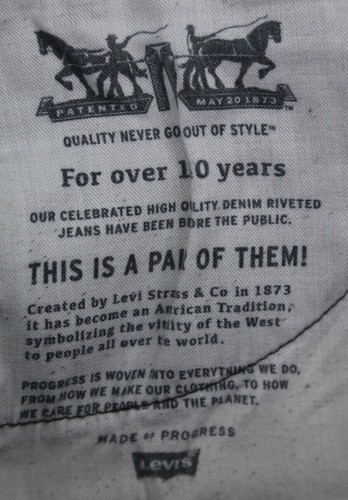 PATENTED MAY 20 1873
QUALITY NEVER GO OUT OF STYLE™
For over 10 years
OUR CELEBRATED HIGH QLITY DENIM RIVETED
JEANS HAVE BEEN BORE THE PUBLIC.
THIS IS A PAI OF THEM!
Created by Levi Strass & Co in 1873
it has become an Anrican Tradition,
symbolizing the vitlity of the West
to people all over te world.
PROGRESS IS WOVEN INTO EVERYTHING WE DO,
FROM HOW WE MAKE OUR CLOTHING, TO HOW
WE CARE FOR PEOPLE AND THE PLANET.
MADE OF PROGRESS
LEVI'S